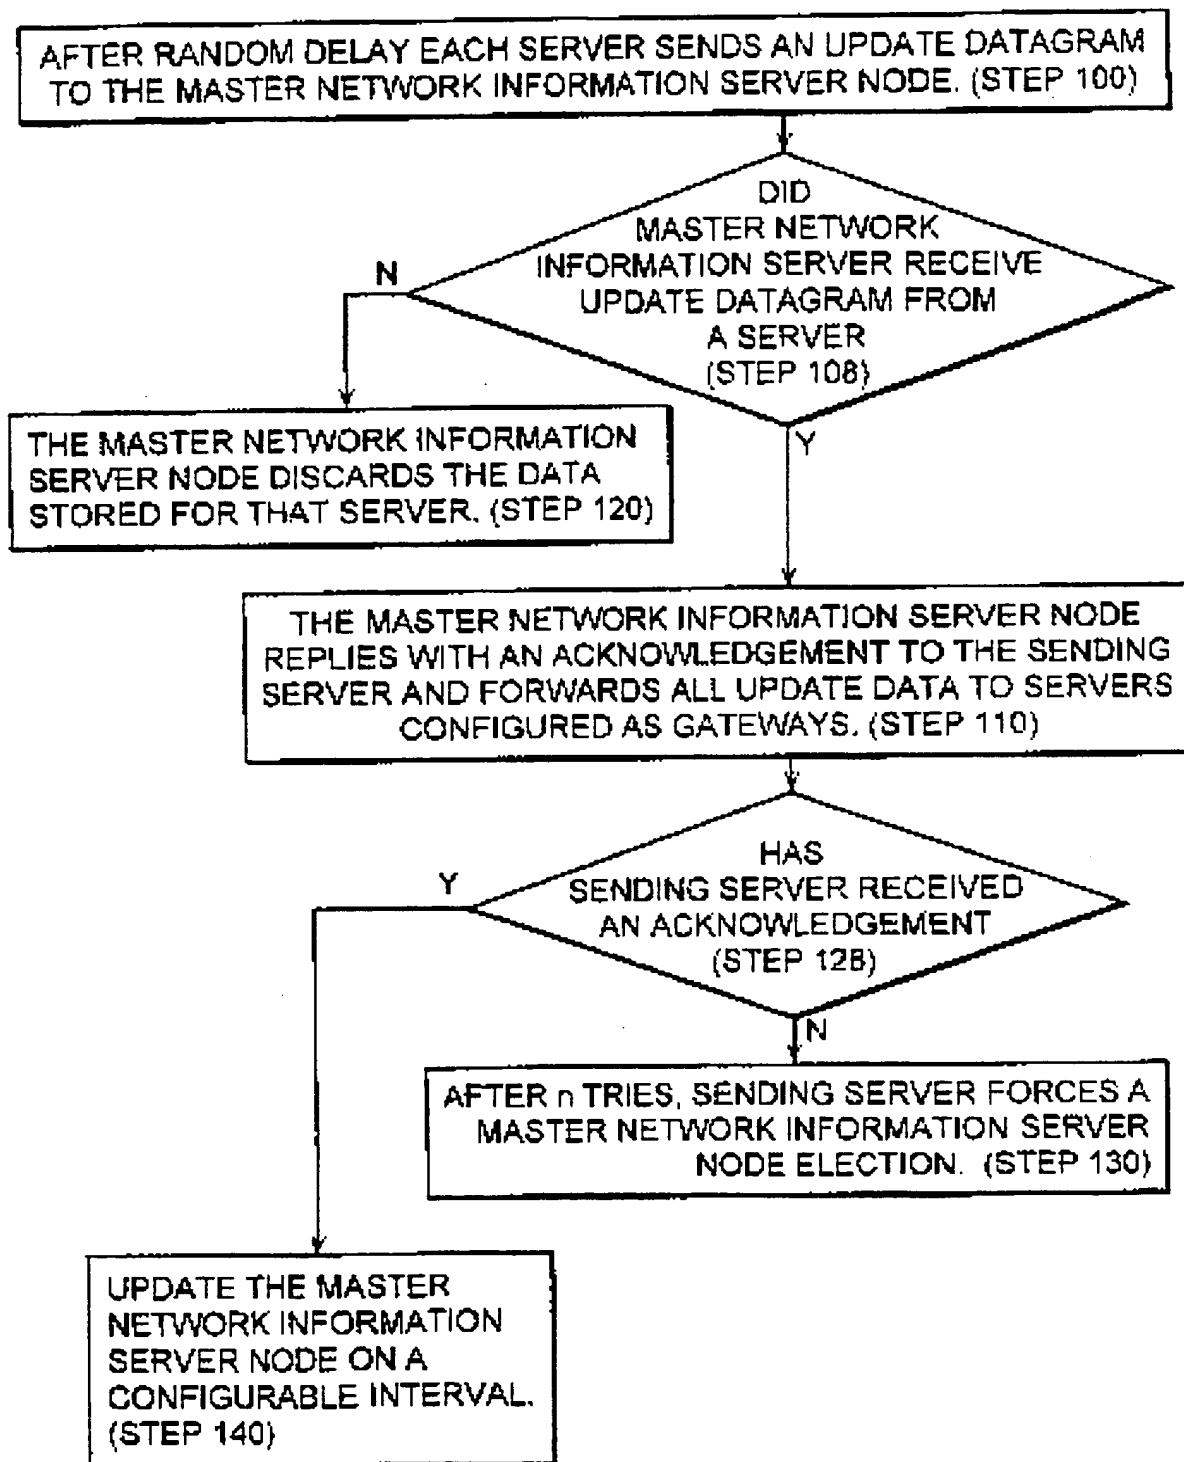 AFTER RANDOM DELAY EACH SERVER SENDS AN UPDATE DATAGRAM
TO THE MASTER NETWORK INFORMATION SERVER NODE. (STEP 100)
DID
MASTER NETWORK
INFORMATION SERVER RECEIVE
UPDATE DATAGRAM FROM
A SERVER
(STEP 108)
N
Y
THE MASTER NETWORK INFORMATION
SERVER NODE DISCARDS THE DATA
STORED FOR THAT SERVER. (STEP 120)
THE MASTER NETWORK INFORMATION SERVER NODE
REPLIES WITH AN ACKNOWLEDGEMENT TO THE SENDING
SERVER AND FORWARDS ALL UPDATE DATA TO SERVERS
CONFIGURED AS GATEWAYS. (STEP 110)
HAS
SENDING SERVER RECEIVED
AN ACKNOWLEDGEMENT
(STEP 128)
Y
N
AFTER n TRIES, SENDING SERVER FORCES A
MASTER NETWORK INFORMATION SERVER
NODE ELECTION. (STEP 130)
UPDATE THE MASTER
NETWORK INFORMATION
SERVER NODE ON A
CONFIGURABLE INTERVAL.
(STEP 140)